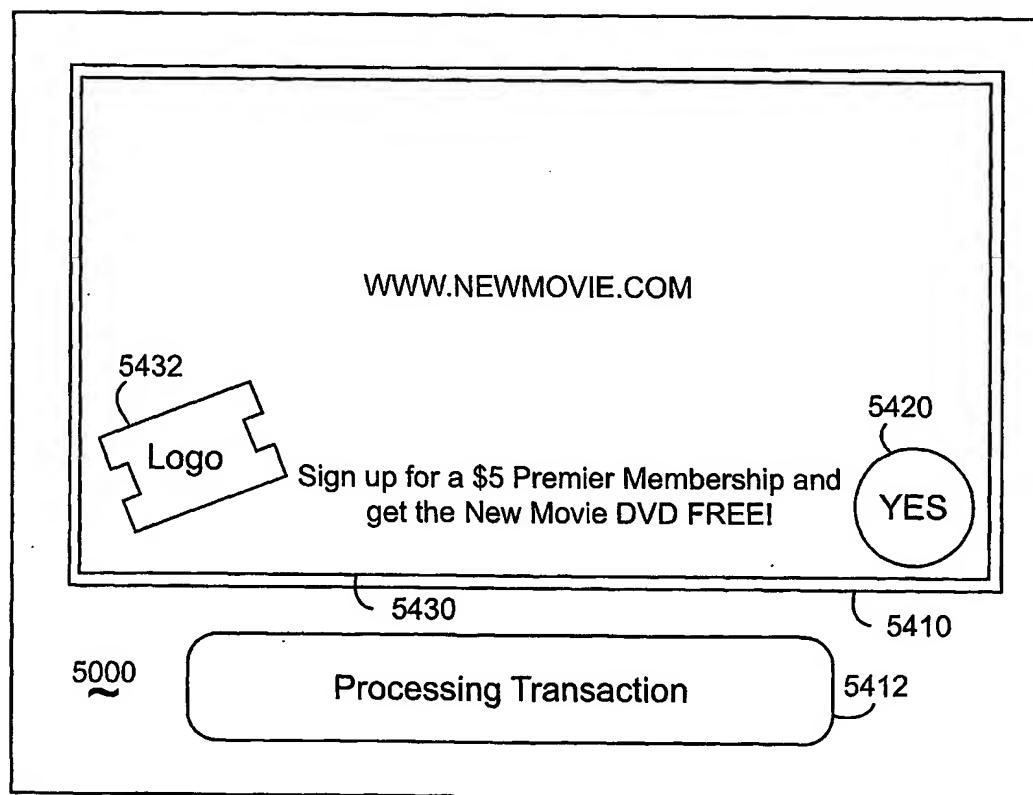 WWW.NEWMOVIE.COM
5432
Logo
5420
Sign up for a $5 Premier Membership and
get the New Movie DVD FREE!
YES
5430
5410
5000
Processing Transaction
5412